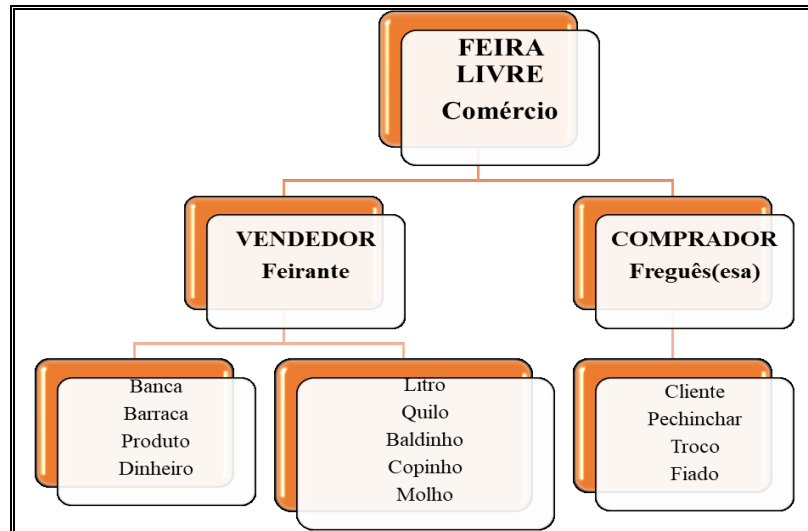 FEIRA
LIVRE
Comércio
VENDEDOR
Feirante
COMPRADOR
Freguês(esa)
Banca
Barraca
Produto
Dinheiro
Litro
Quilo
Baldinho
Copinho
Molho
Cliente
Pechinchar
Troco
Fiado